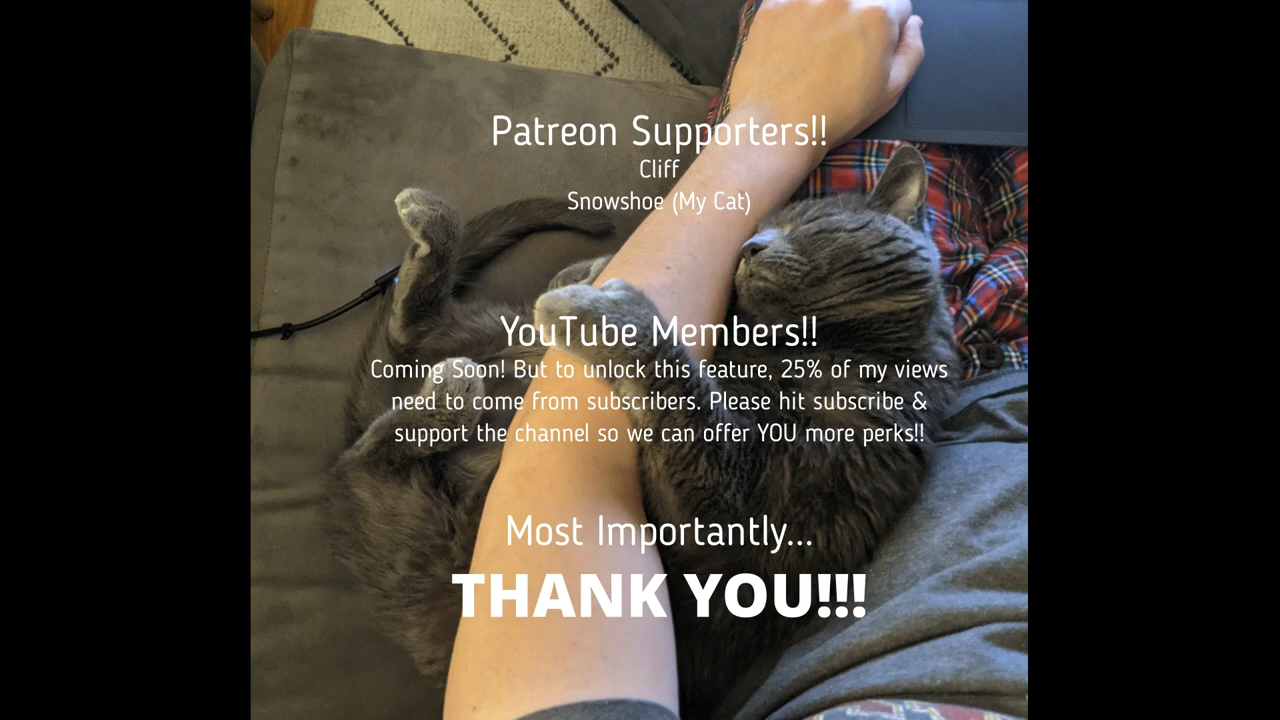 Patreon Supporters!!
Cliff
Snowshoe (My Cat)
YouTube Members!!
Coming Soon! But to unlock this feature, 25% of my views
need to come from subscribers. Please hit subscribe &
support the channel so we can offer YOU more perks!!
Most Importantly...
THANK YOU!!!